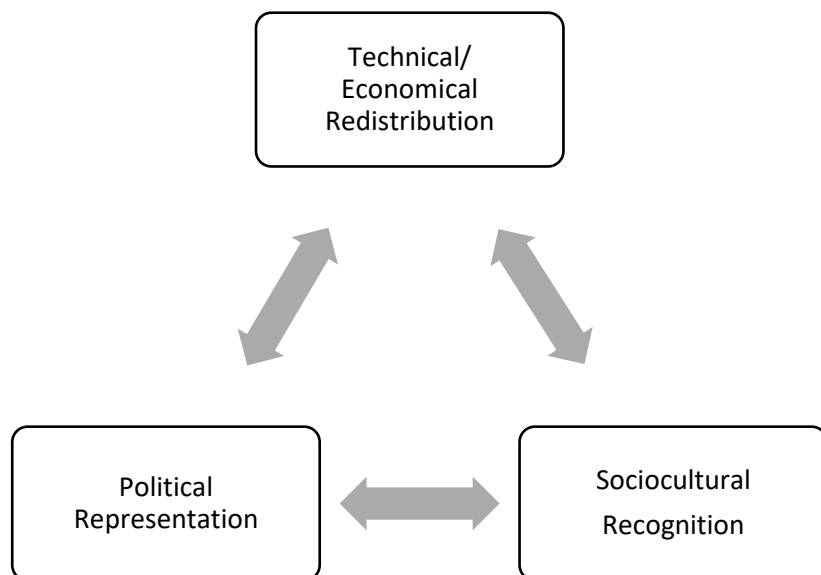 Technical/
Economical
Redistribution
Political
Representation
Sociocultural
Recognition